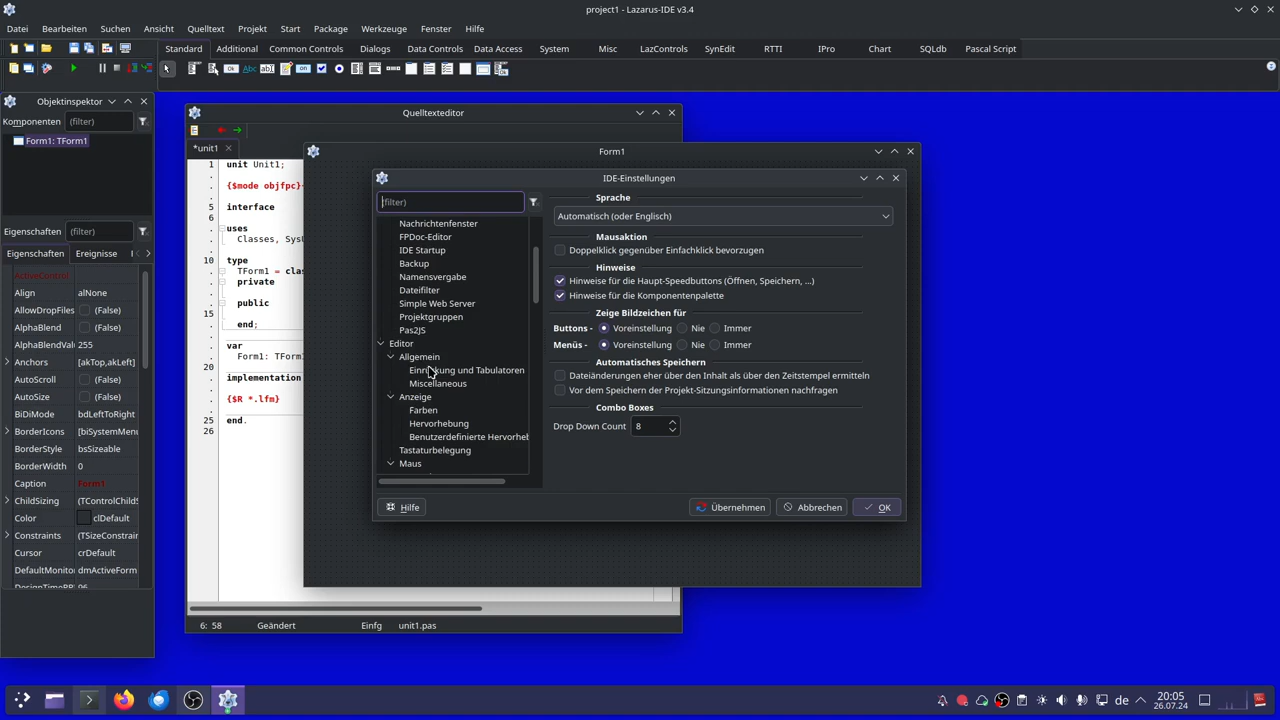 project1 - Lazarus-IDE v3.4
Datei Bearbeiten Suchen Ansicht Quelltext Projekt Start Package Werkzeuge Fenster Hilfe
Standard Additional Common Controls Dialogs Data Controls Data Access System Misc LazControls SynEdit RTTI IPro Chart SQLdb Pascal Script
Objektinspektor
Komponenten (filter)
Form1: TForm1
Eigenschaften (filter)
Eigenschaften Ereignisse
ActiveControl
Align alNone
AllowDropFiles (False)
AlphaBlend (False)
AlphaBlendValu 255
Anchors [akTop,akLeft]
AutoScroll (False)
AutoSize (False)
BiDiMode bdLeftToRight
BorderIcons [biSystemMenu
BorderStyle bsSizeable
BorderWidth 0
Caption Form1
ChildSizing (TControlChildS
Color clDefault
Constraints (TSizeConstrain
Cursor crDefault
DefaultMonito dmActiveForm
Quelltexteditor
*unit1
1 unit Unit1;
{$mode objfpc}
5 interface
uses
Classes, Sys
10 type
TForm1 = clas
private
public
15
end;
var
Form1: TForm1
20
implementation
{$R *.lfm}
25 end.
26
6: 58 Geändert Einfg unit1.pas
Form1
IDE-Einstellungen
(filter)
Nachrichtenfenster
FPDoc-Editor
IDE Startup
Backup
Namensvergabe
Dateifilter
Simple Web Server
Projektgruppen
Pas2JS
Editor
Allgemein
Einrückung und Tabulatoren
Miscellaneous
Anzeige
Farben
Hervorhebung
Benutzerdefinierte Hervorheb
Tastaturbelegung
Maus
Sprache
Automatisch (oder Englisch)
Mausaktion
Doppelklick gegenüber Einfachklick bevorzugen
Hinweise
Hinweise für die Haupt-Speedbuttons (Öffnen, Speichern, ...)
Hinweise für die Komponentenpalette
Zeige Bildzeichen für
Buttons - Voreinstellung Nie Immer
Menüs - Voreinstellung Nie Immer
Automatisches Speichern
Dateiänderungen eher über den Inhalt als über den Zeitstempel ermitteln
Vor dem Speichern der Projekt-Sitzungsinformationen nachfragen
Combo Boxes
Drop Down Count 8
Hilfe Übernehmen Abbrechen OK
de 20:05
26.07.24